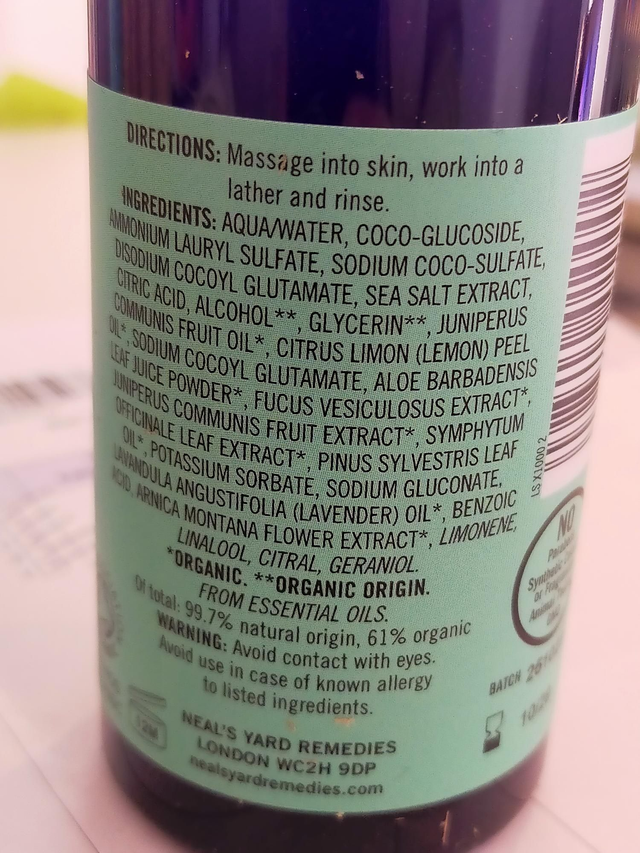 DIRECTIONS: Massage into skin, work into a
lather and rinse.
INGREDIENTS: AQUA/WATER, COCO-GLUCOSIDE,
AMMONIUM LAURYL SULFATE, SODIUM COCO-SULFATE,
DISODIUM COCOYL GLUTAMATE, SEA SALT EXTRACT,
CITRIC ACID, ALCOHOL**, GLYCERIN**, JUNIPERUS
COMMUNIS FRUIT OIL*, CITRUS LIMON (LEMON) PEEL
OIL*, SODIUM COCOYL GLUTAMATE, ALOE BARBADENSIS
LEAF JUICE POWDER*, FUCUS VESICULOSUS EXTRACT*,
JUNIPERUS COMMUNIS FRUIT EXTRACT*, SYMPHYTUM
OFFICINALE LEAF EXTRACT*, PINUS SYLVESTRIS LEAF
OIL*, POTASSIUM SORBATE, SODIUM GLUCONATE,
LAVANDULA ANGUSTIFOLIA (LAVENDER) OIL*, BENZOIC
ACID, ARNICA MONTANA FLOWER EXTRACT*, LIMONENE,
LINALOOL, CITRAL, GERANIOL.
*ORGANIC. **ORGANIC ORIGIN.
FROM ESSENTIAL OILS.
Of total: 99.7% natural origin, 61% organic
WARNING: Avoid contact with eyes.
Avoid use in case of known allergy
to listed ingredients.
NEAL'S YARD REMEDIES
LONDON WC2H 9DP
nealsyardremedies.com
12M
LS X1000 2
NO
Synthetic
BATCH